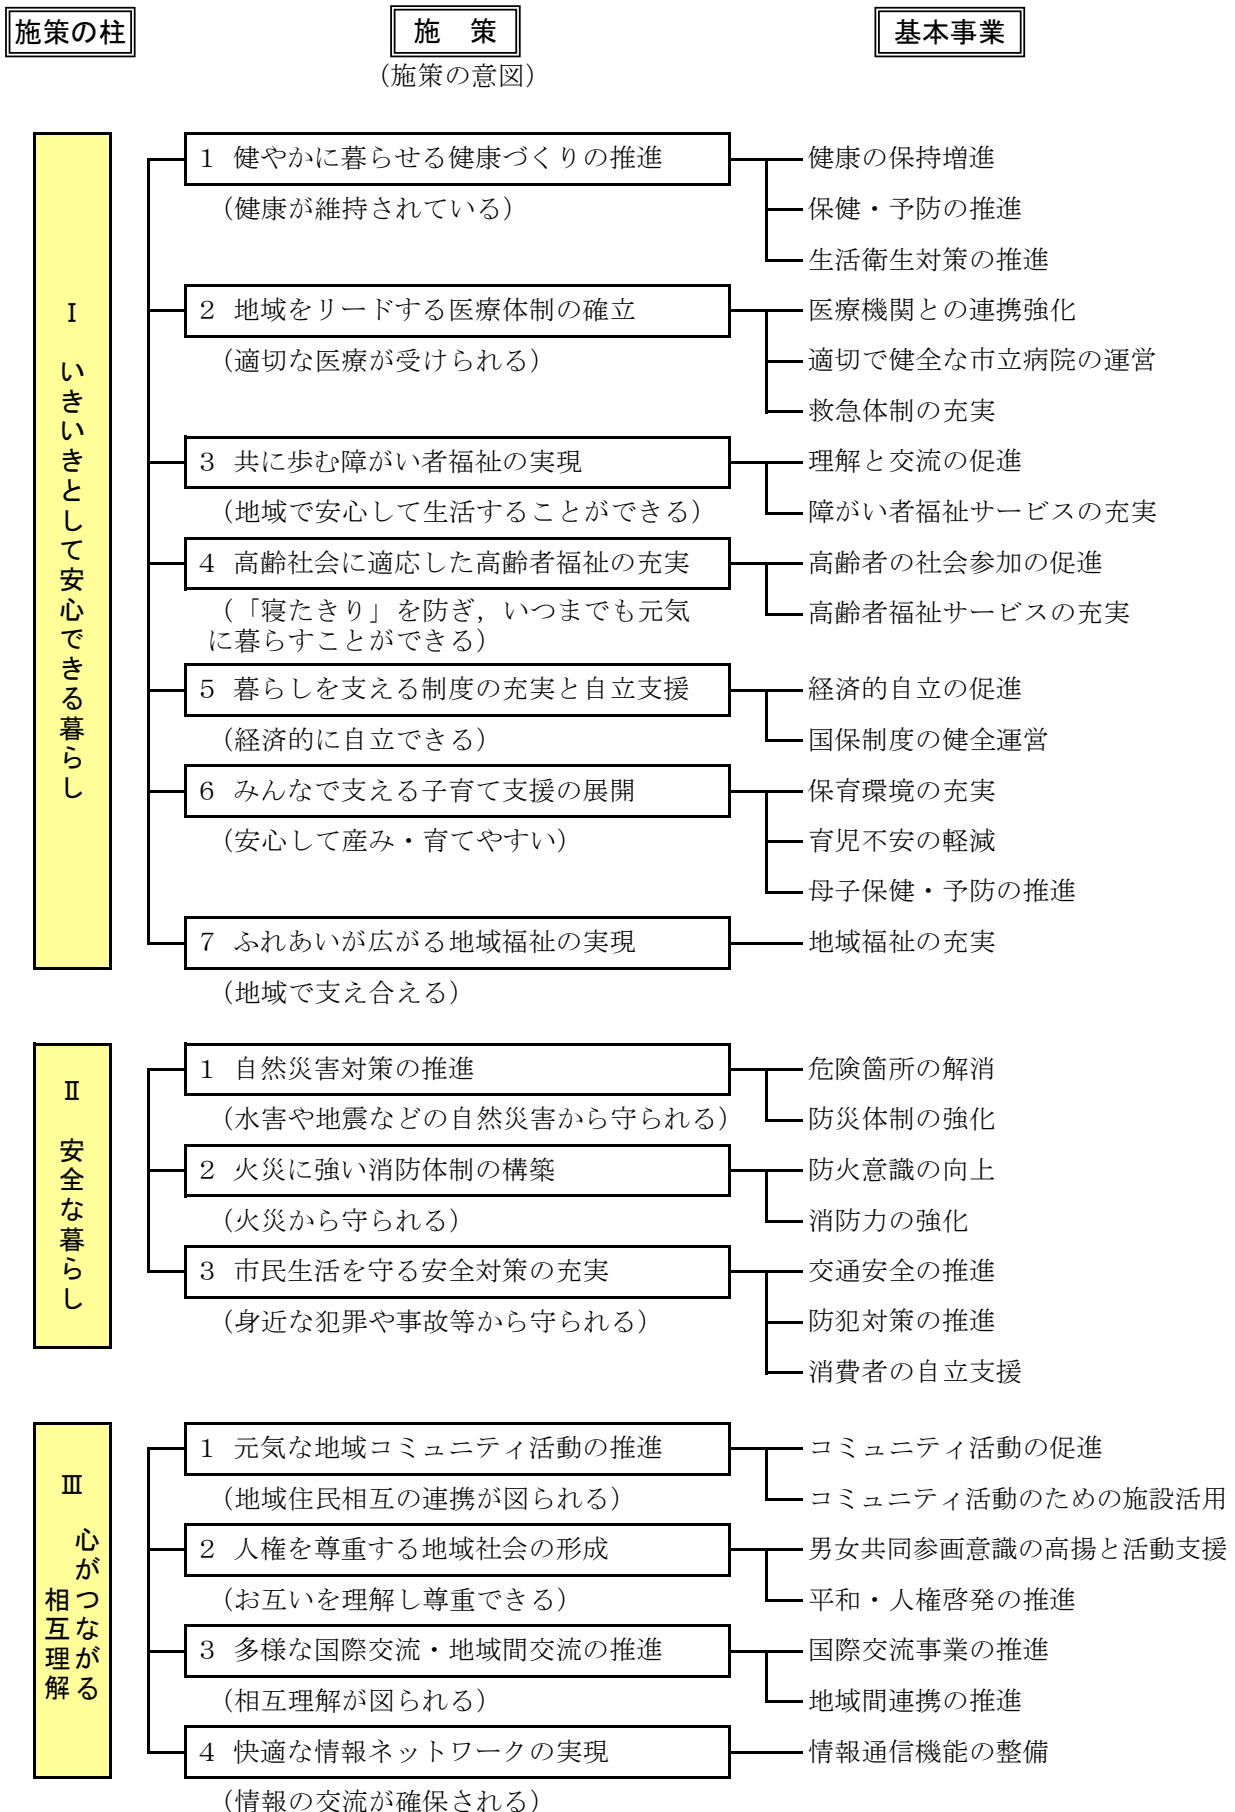 施策の柱
施　策
基本事業
（施策の意図）
Ⅰ　いきいきとして安心できる暮らし
１ 健やかに暮らせる健康づくりの推進
健康の保持増進
（健康が維持されている）
保健・予防の推進
生活衛生対策の推進
２ 地域をリードする医療体制の確立
医療機関との連携強化
（適切な医療が受けられる）
適切で健全な市立病院の運営
救急体制の充実
３ 共に歩む障がい者福祉の実現
理解と交流の促進
（地域で安心して生活することができる）
障がい者福祉サービスの充実
４ 高齢社会に適応した高齢者福祉の充実
高齢者の社会参加の促進
（「寝たきり」を防ぎ，いつまでも元気
に暮らすことができる）
高齢者福祉サービスの充実
５ 暮らしを支える制度の充実と自立支援
経済的自立の促進
（経済的に自立できる）
国保制度の健全運営
６ みんなで支える子育て支援の展開
保育環境の充実
（安心して産み・育てやすい）
育児不安の軽減
母子保健・予防の推進
７ ふれあいが広がる地域福祉の実現
地域福祉の充実
（地域で支え合える）
Ⅱ　安全な暮らし
１ 自然災害対策の推進
危険箇所の解消
（水害や地震などの自然災害から守られる）
防災体制の強化
２ 火災に強い消防体制の構築
防火意識の向上
（火災から守られる）
消防力の強化
３ 市民生活を守る安全対策の充実
交通安全の推進
（身近な犯罪や事故等から守られる）
防犯対策の推進
消費者の自立支援
Ⅲ　心がつながる
相互理解
１ 元気な地域コミュニティ活動の推進
コミュニティ活動の促進
（地域住民相互の連携が図られる）
コミュニティ活動のための施設活用
２ 人権を尊重する地域社会の形成
男女共同参画意識の高揚と活動支援
（お互いを理解し尊重できる）
平和・人権啓発の推進
３ 多様な国際交流・地域間交流の推進
国際交流事業の推進
（相互理解が図られる）
地域間連携の推進
４ 快適な情報ネットワークの実現
情報通信機能の整備
（情報の交流が確保される）